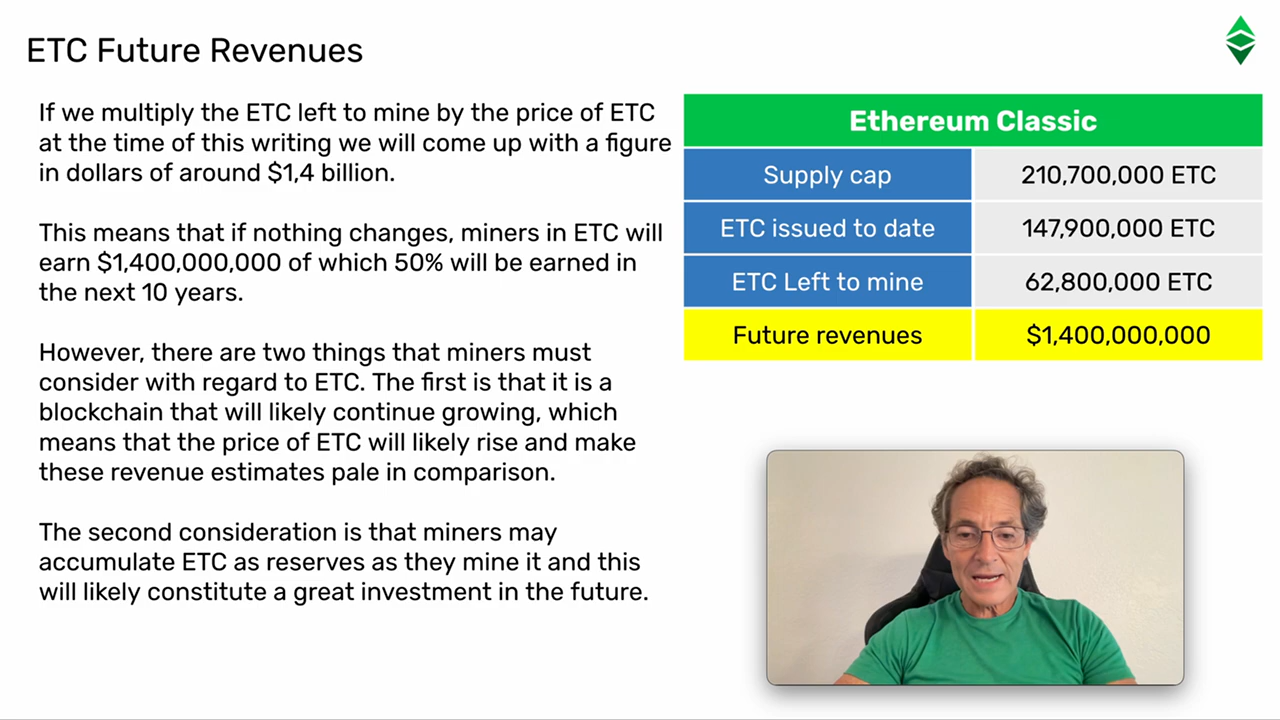 ETC Future Revenues
If we multiply the ETC left to mine by the price of ETC
at the time of this writing we will come up with a figure
in dollars of around $1,4 billion.
This means that if nothing changes, miners in ETC will
earn $1,400,000,000 of which 50% will be earned in
the next 10 years.
However, there are two things that miners must
consider with regard to ETC. The first is that it is a
blockchain that will likely continue growing, which
means that the price of ETC will likely rise and make
these revenue estimates pale in comparison.
The second consideration is that miners may
accumulate ETC as reserves as they mine it and this
will likely constitute a great investment in the future.
Ethereum Classic
Supply cap 210,700,000 ETC
ETC issued to date 147,900,000 ETC
ETC Left to mine 62,800,000 ETC
Future revenues $1,400,000,000